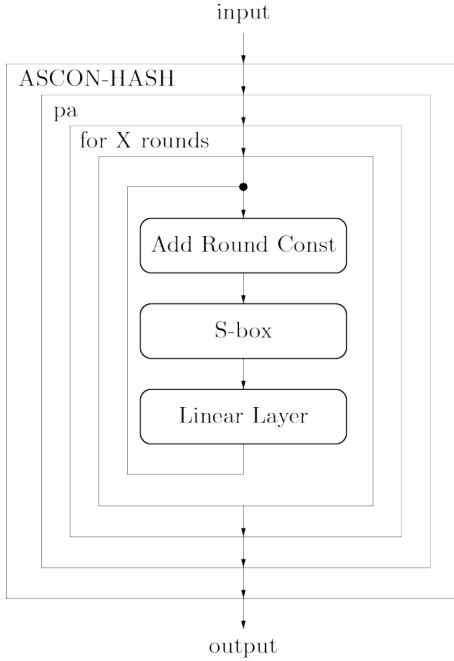 input
ASCON-HASH
pa
for X rounds
Add Round Const
S-box
Linear Layer
output